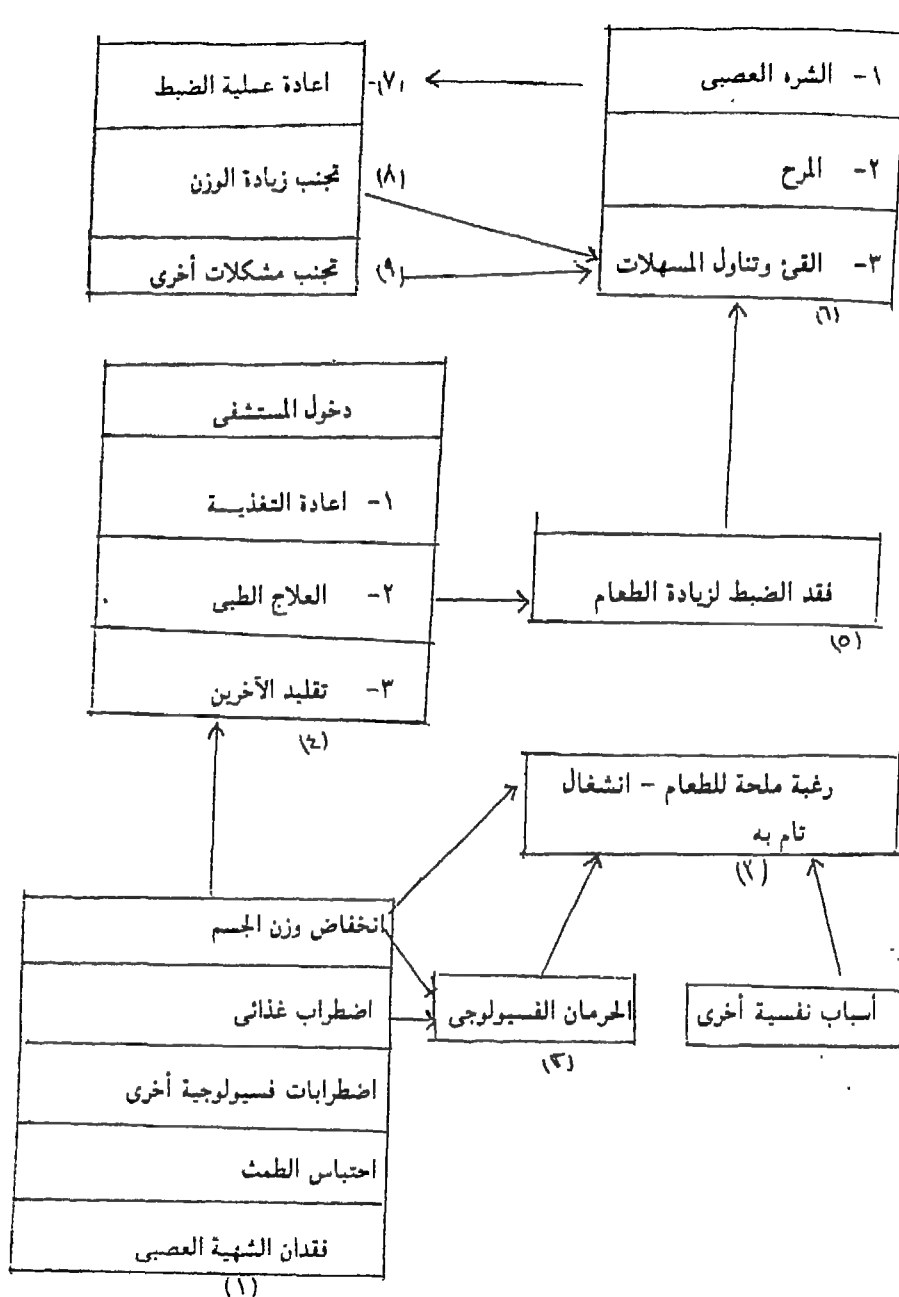 ١- الشره العصبى
٢- المرح
٣- القئ وتناول المسهلات
(٦)
(٧)- اعادة عملية الضبط
(٨) تجنب زيادة الوزن
(٩) تجنب مشكلات أخرى
دخول المستشفى
١- اعادة التغذيــة
٢- العلاج الطبى
٣- تقليد الآخرين
(٤)
فقد الضبط لزيادة الطعام
(٥)
رغبة ملحة للطعام - انشغال
تام به
انخفاض وزن الجسم
اضطراب غذائى
اضطرابات فسيولوجية أخرى
احتباس الطمث
فقدان الشهية العصبى
(١)
الحرمان الفسيولوجى
أسباب نفسية أخرى